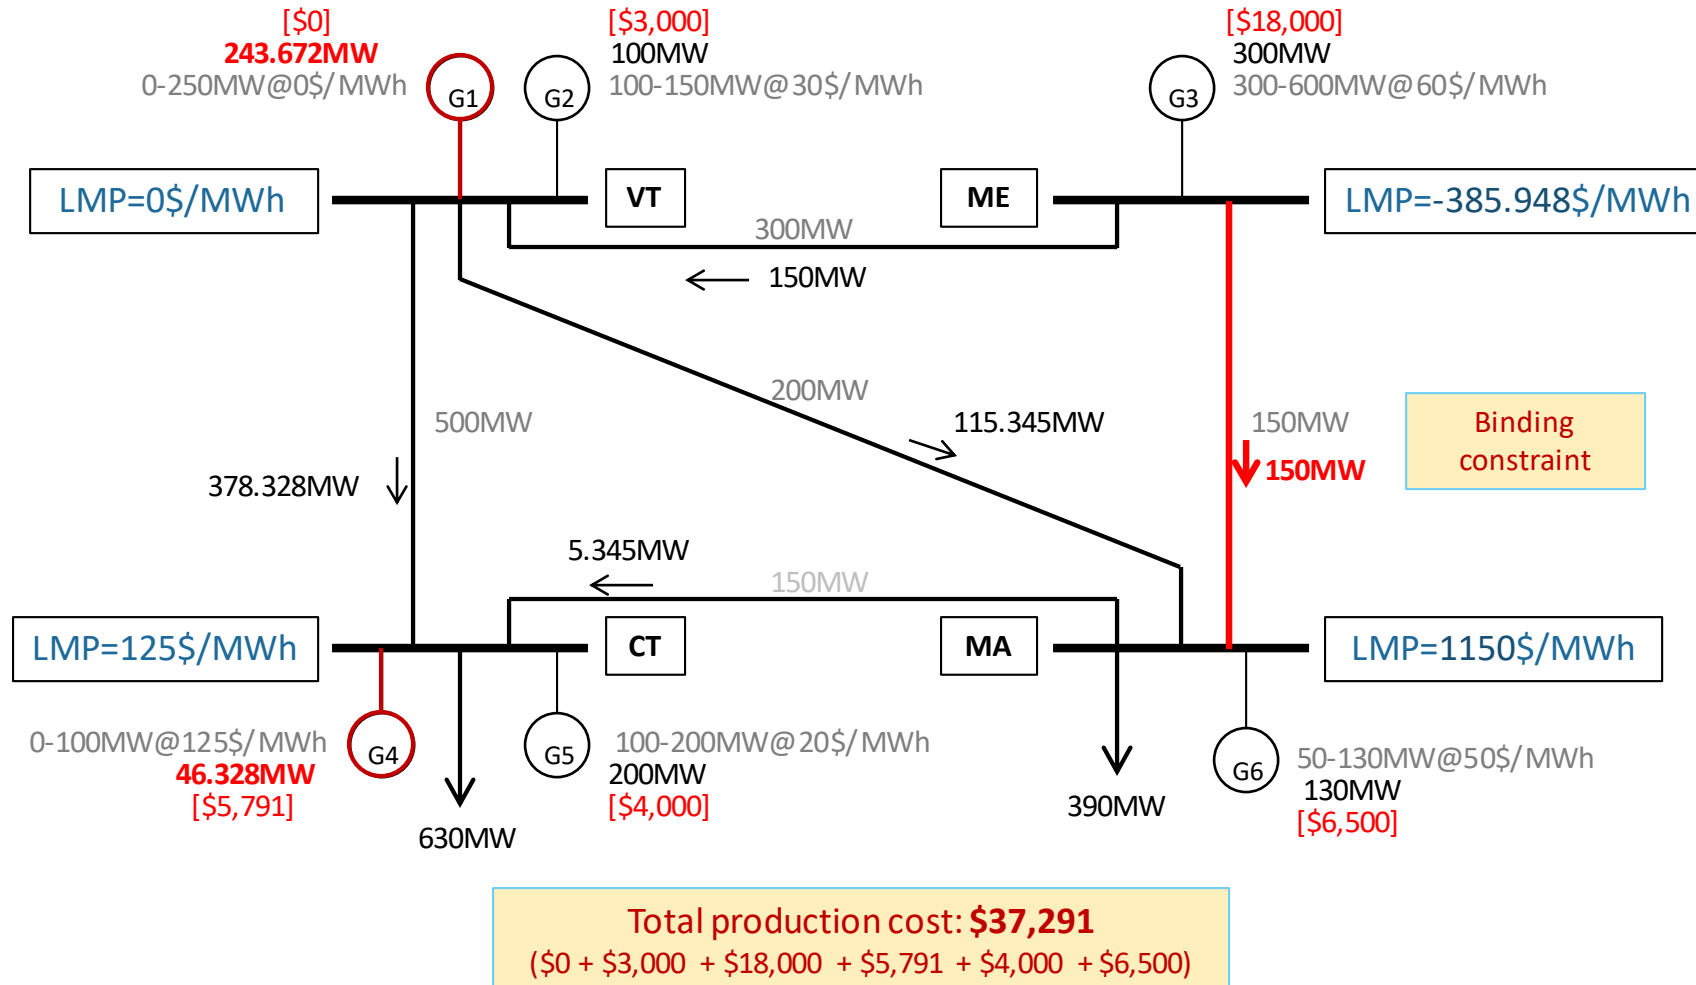 [$0]
243.672MW
0-250MW@0$/MWh
G1
[$3,000]
100MW
100-150MW@30$/MWh
G2
[$18,000]
300MW
300-600MW@60$/MWh
G3
LMP=0$/MWh
VT
ME
LMP=-385.948$/MWh
300MW
150MW
200MW
500MW
115.345MW
150MW
150MW
Binding
constraint
378.328MW
5.345MW
150MW
LMP=125$/MWh
CT
MA
LMP=1150$/MWh
0-100MW@125$/MWh
46.328MW
[$5,791]
G4
630MW
G5
100-200MW@20$/MWh
200MW
[$4,000]
390MW
G6
50-130MW@50$/MWh
130MW
[$6,500]
Total production cost: $37,291
($0 + $3,000 + $18,000 + $5,791 + $4,000 + $6,500)